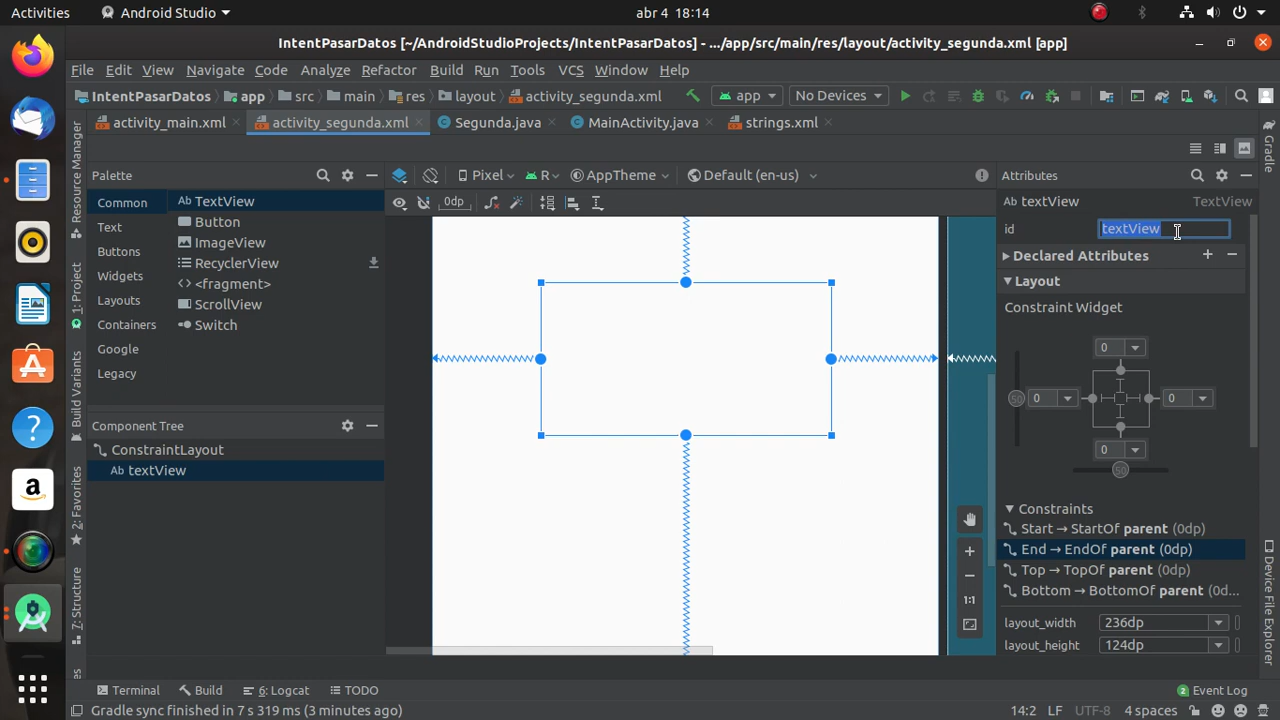 Activities
Android Studio
abr 4 18:14
IntentPasarDatos [~/AndroidStudioProjects/IntentPasarDatos] - .../app/src/main/res/layout/activity_segunda.xml [app]
File Edit View Navigate Code Analyze Refactor Build Run Tools VCS Window Help
IntentPasarDatos app src main res layout activity_segunda.xml app No Devices
activity_main.xml activity_segunda.xml Segunda.java MainActivity.java strings.xml
Resource Manager
1: Project
Build Variants
2: Favorites
7: Structure
Palette
Common
Text
Buttons
Widgets
Layouts
Containers
Google
Legacy
Ab TextView
Button
ImageView
RecyclerView
<fragment>
ScrollView
Switch
Component Tree
ConstraintLayout
Ab textView
Pixel R AppTheme Default (en-us)
0dp
1:1
Attributes
Ab textView TextView
id textView
Declared Attributes
Layout
Constraint Widget
0
50 0 0
0
50
Constraints
Start → StartOf parent (0dp)
End → EndOf parent (0dp)
Top → TopOf parent (0dp)
Bottom → BottomOf parent (0d...
layout_width 236dp
layout_height 124dp
Gradle
Device File Explorer
Terminal Build 6: Logcat TODO 2 Event Log
Gradle sync finished in 7 s 319 ms (3 minutes ago) 14:2 LF UTF-8 4 spaces